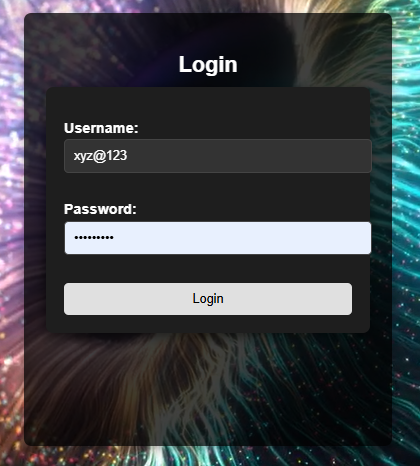 Login
Username:
xyz@123
Password:
•••••••••
Login